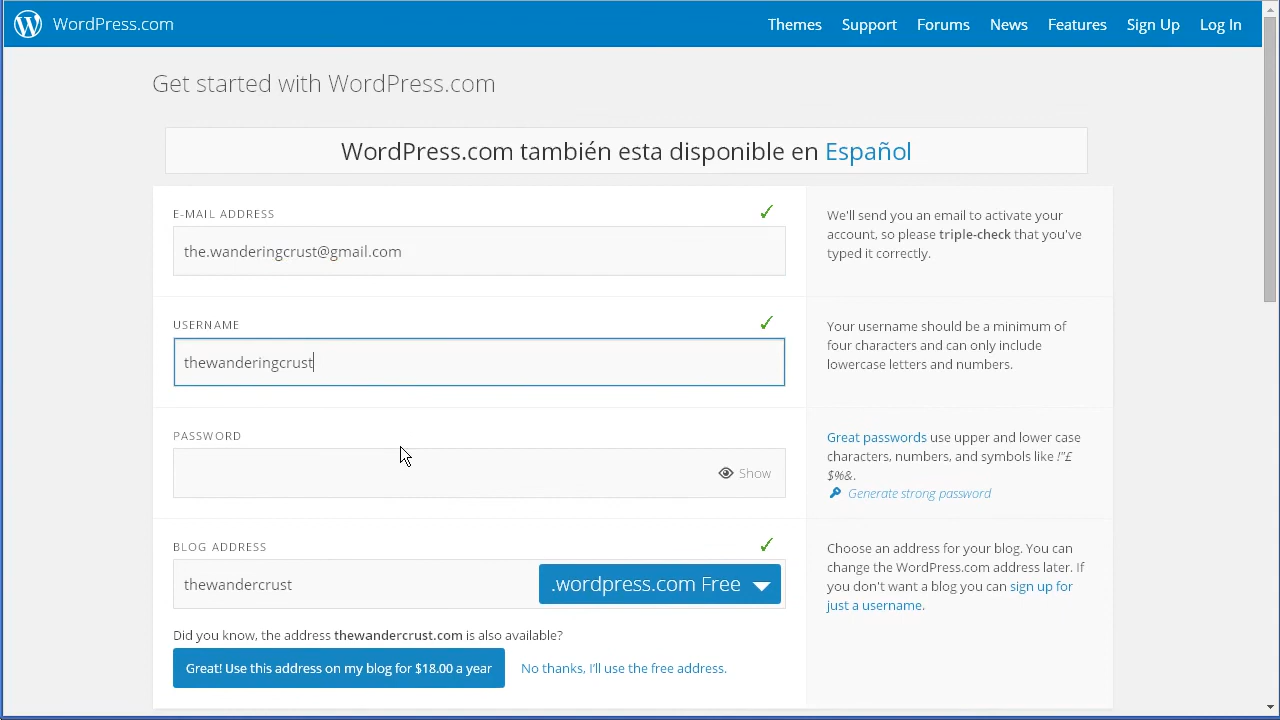 WordPress.com
Themes Support Forums News Features Sign Up Log In
Get started with WordPress.com
WordPress.com también esta disponible en Español
E-MAIL ADDRESS
the.wanderingcrust@gmail.com
We'll send you an email to activate your
account, so please triple-check that you've
typed it correctly.
USERNAME
thewanderingcrust
Your username should be a minimum of
four characters and can only include
lowercase letters and numbers.
PASSWORD
Show
Great passwords use upper and lower case
characters, numbers, and symbols like !"£
$%&.
Generate strong password
BLOG ADDRESS
thewandercrust
.wordpress.com Free
Choose an address for your blog. You can
change the WordPress.com address later. If
you don't want a blog you can sign up for
just a username.
Did you know, the address thewandercrust.com is also available?
Great! Use this address on my blog for $18.00 a year
No thanks, I'll use the free address.